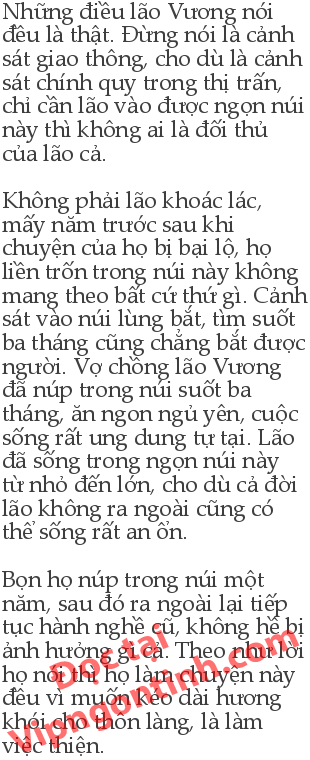 Những điều lão Vương nói
đều là thật. Đừng nói là cảnh
sát giao thông, cho dù là cảnh
sát chính quy trong thị trấn,
chỉ cần lão vào được ngọn núi
này thì không ai là đối thủ
của lão cả.
Không phải lão khoác lác,
mấy năm trước sau khi
chuyện của họ bị bại lộ, họ
liền trốn trong núi này không
mang theo bất cứ thứ gì. Cảnh
sát vào núi lùng bắt, tìm suốt
ba tháng cũng chẳng bắt được
người. Vợ chồng lão Vương
đã núp trong núi suốt ba
tháng, ăn ngon ngủ yên, cuộc
sống rất ung dung tự tại. Lão
đã sống trong ngọn núi này
từ nhỏ đến lớn, cho dù cả đời
lão không ra ngoài cũng có
thể sống rất an ổn.
Bọn họ núp trong núi một
năm, sau đó ra ngoài lại tiếp
tục hành nghề cũ, không hề bị
ảnh hưởng gì cả. Theo như lời
họ nói thì họ làm chuyện này
đều vì muốn kéo dài hương
khói cho thôn làng, là làm
việc thiện.
Đọc tại
Vipngontinh.com